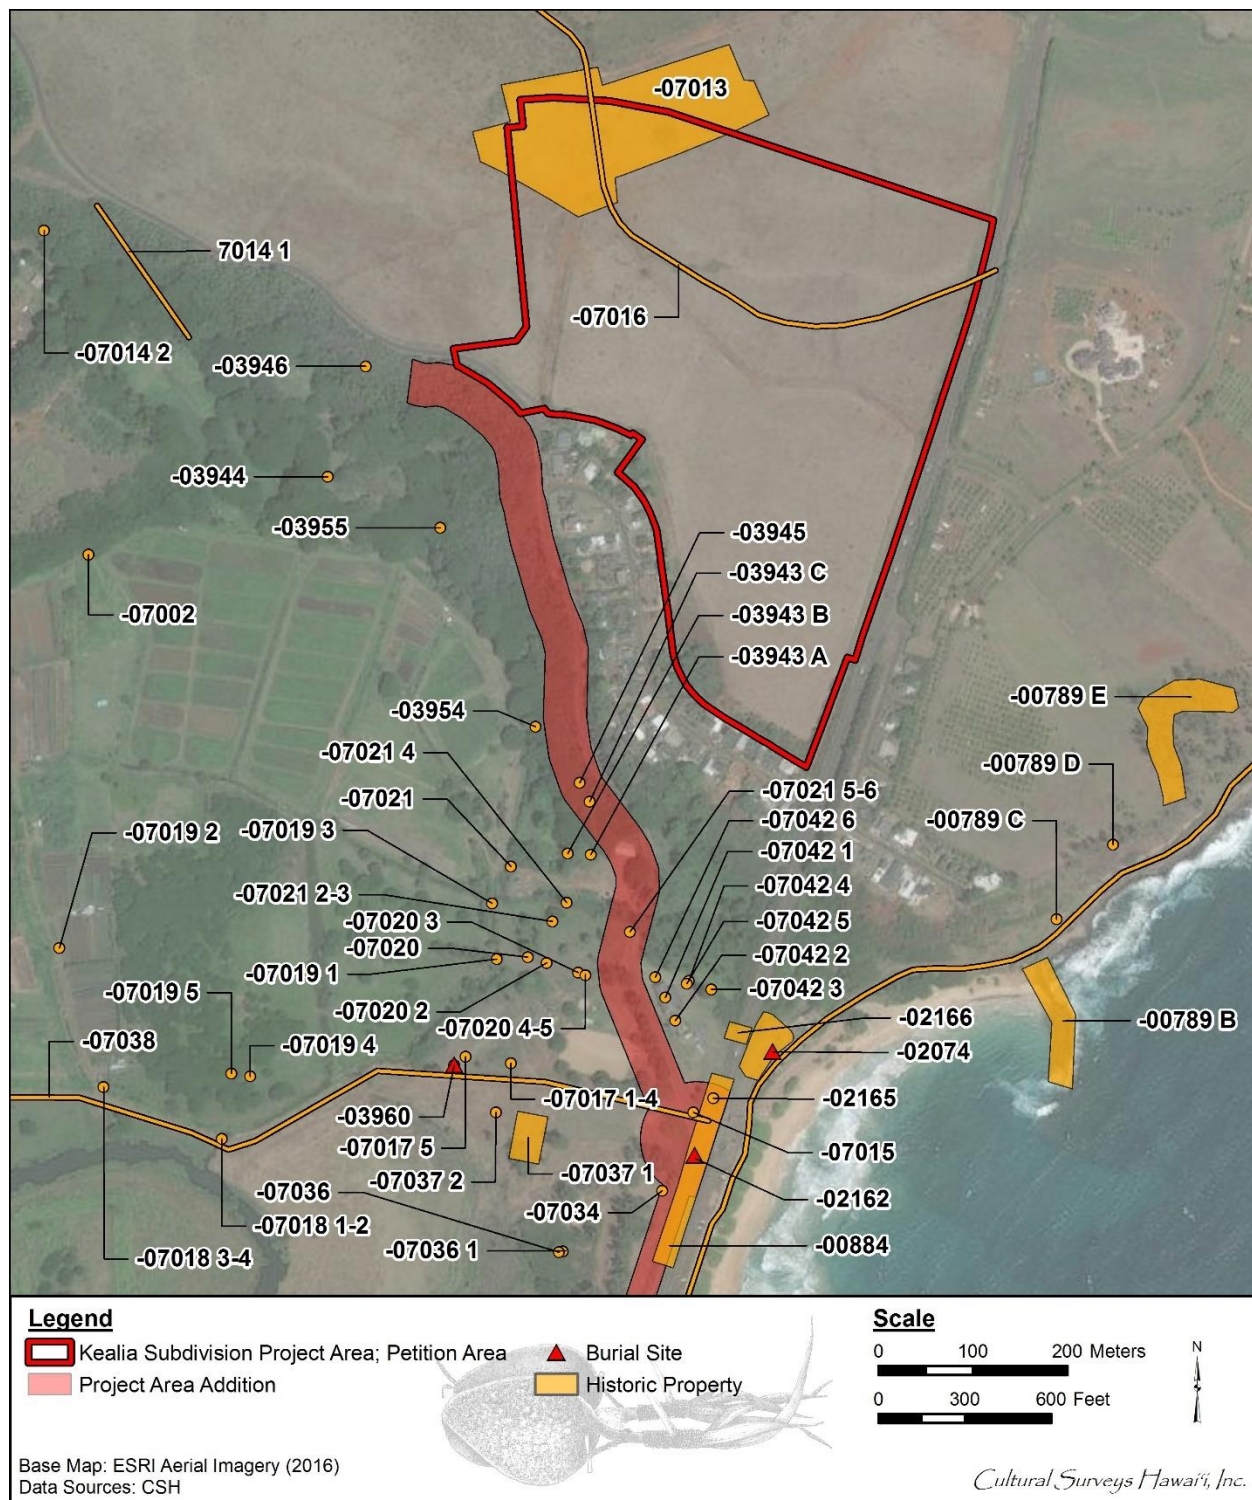 -07013
7014 1
-07016
-07014 2
-03946
-03944
-03955
-03945
-03943 C
-07002
-03943 B
-03943 A
-00789 E
-03954
-07021 4
-00789 D
-07021 5-6
-07021
-07042 6
-00789 C
-07019 2
-07019 3
-07042 1
-07021 2-3
-07042 4
-07020 3
-07042 5
-07020
-07042 2
-07019 1
-07042 3
-07019 5
-07020 2
-02166
-00789 B
-07020 4-5
-07038
-07019 4
-02074
-07017 1-4
-02165
-03960
-07017 5
-07015
-07037 1
-07037 2
-07036
-02162
-07034
-07018 1-2
-07036 1
-00884
-07018 3-4
Legend
Kealia Subdivision Project Area; Petition Area
Burial Site
Project Area Addition
Historic Property
Scale
0 100 200 Meters
0 300 600 Feet
N
Base Map: ESRI Aerial Imagery (2016)
Data Sources: CSH
Cultural Surveys Hawaiʻi, Inc.